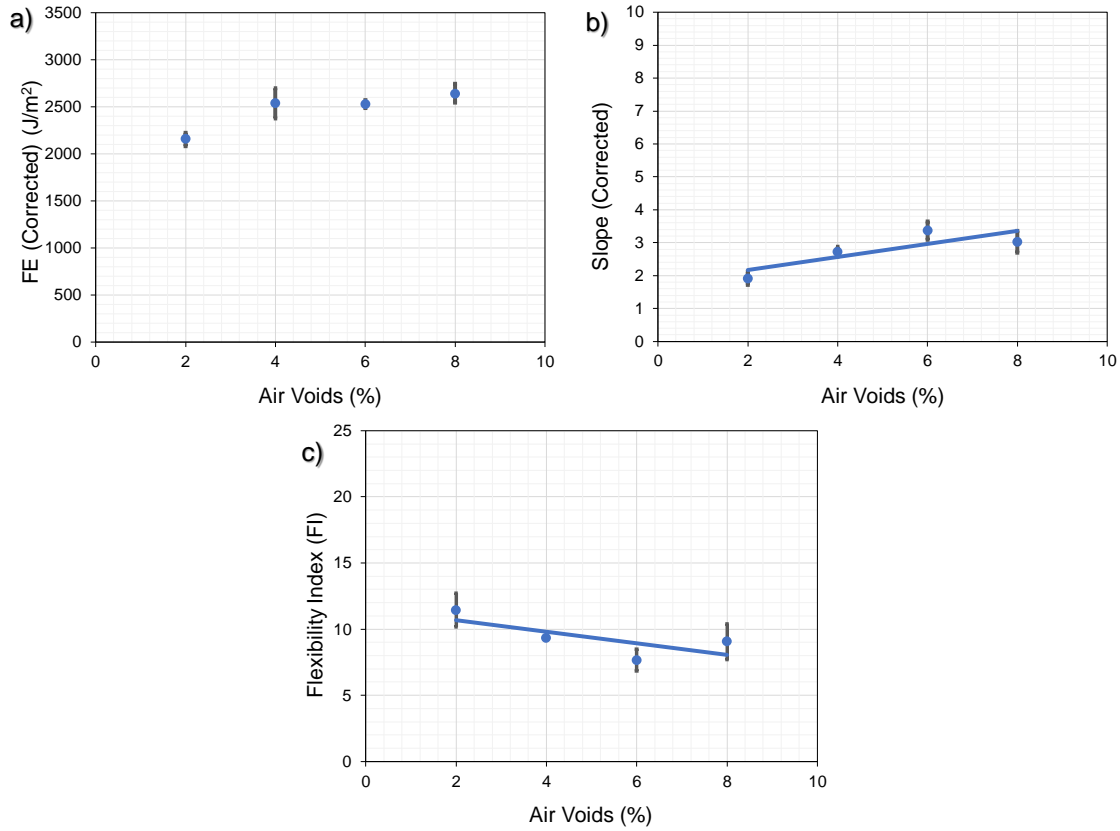 a)
FE (Corrected) (J/m²)
3500
3000
2500
2000
1500
1000
500
0
0 2 4 6 8 10
Air Voids (%)
b)
Slope (Corrected)
10
9
8
7
6
5
4
3
2
1
0
0 2 4 6 8 10
Air Voids (%)
c)
Flexibility Index (FI)
25
20
15
10
5
0
0 2 4 6 8 10
Air Voids (%)